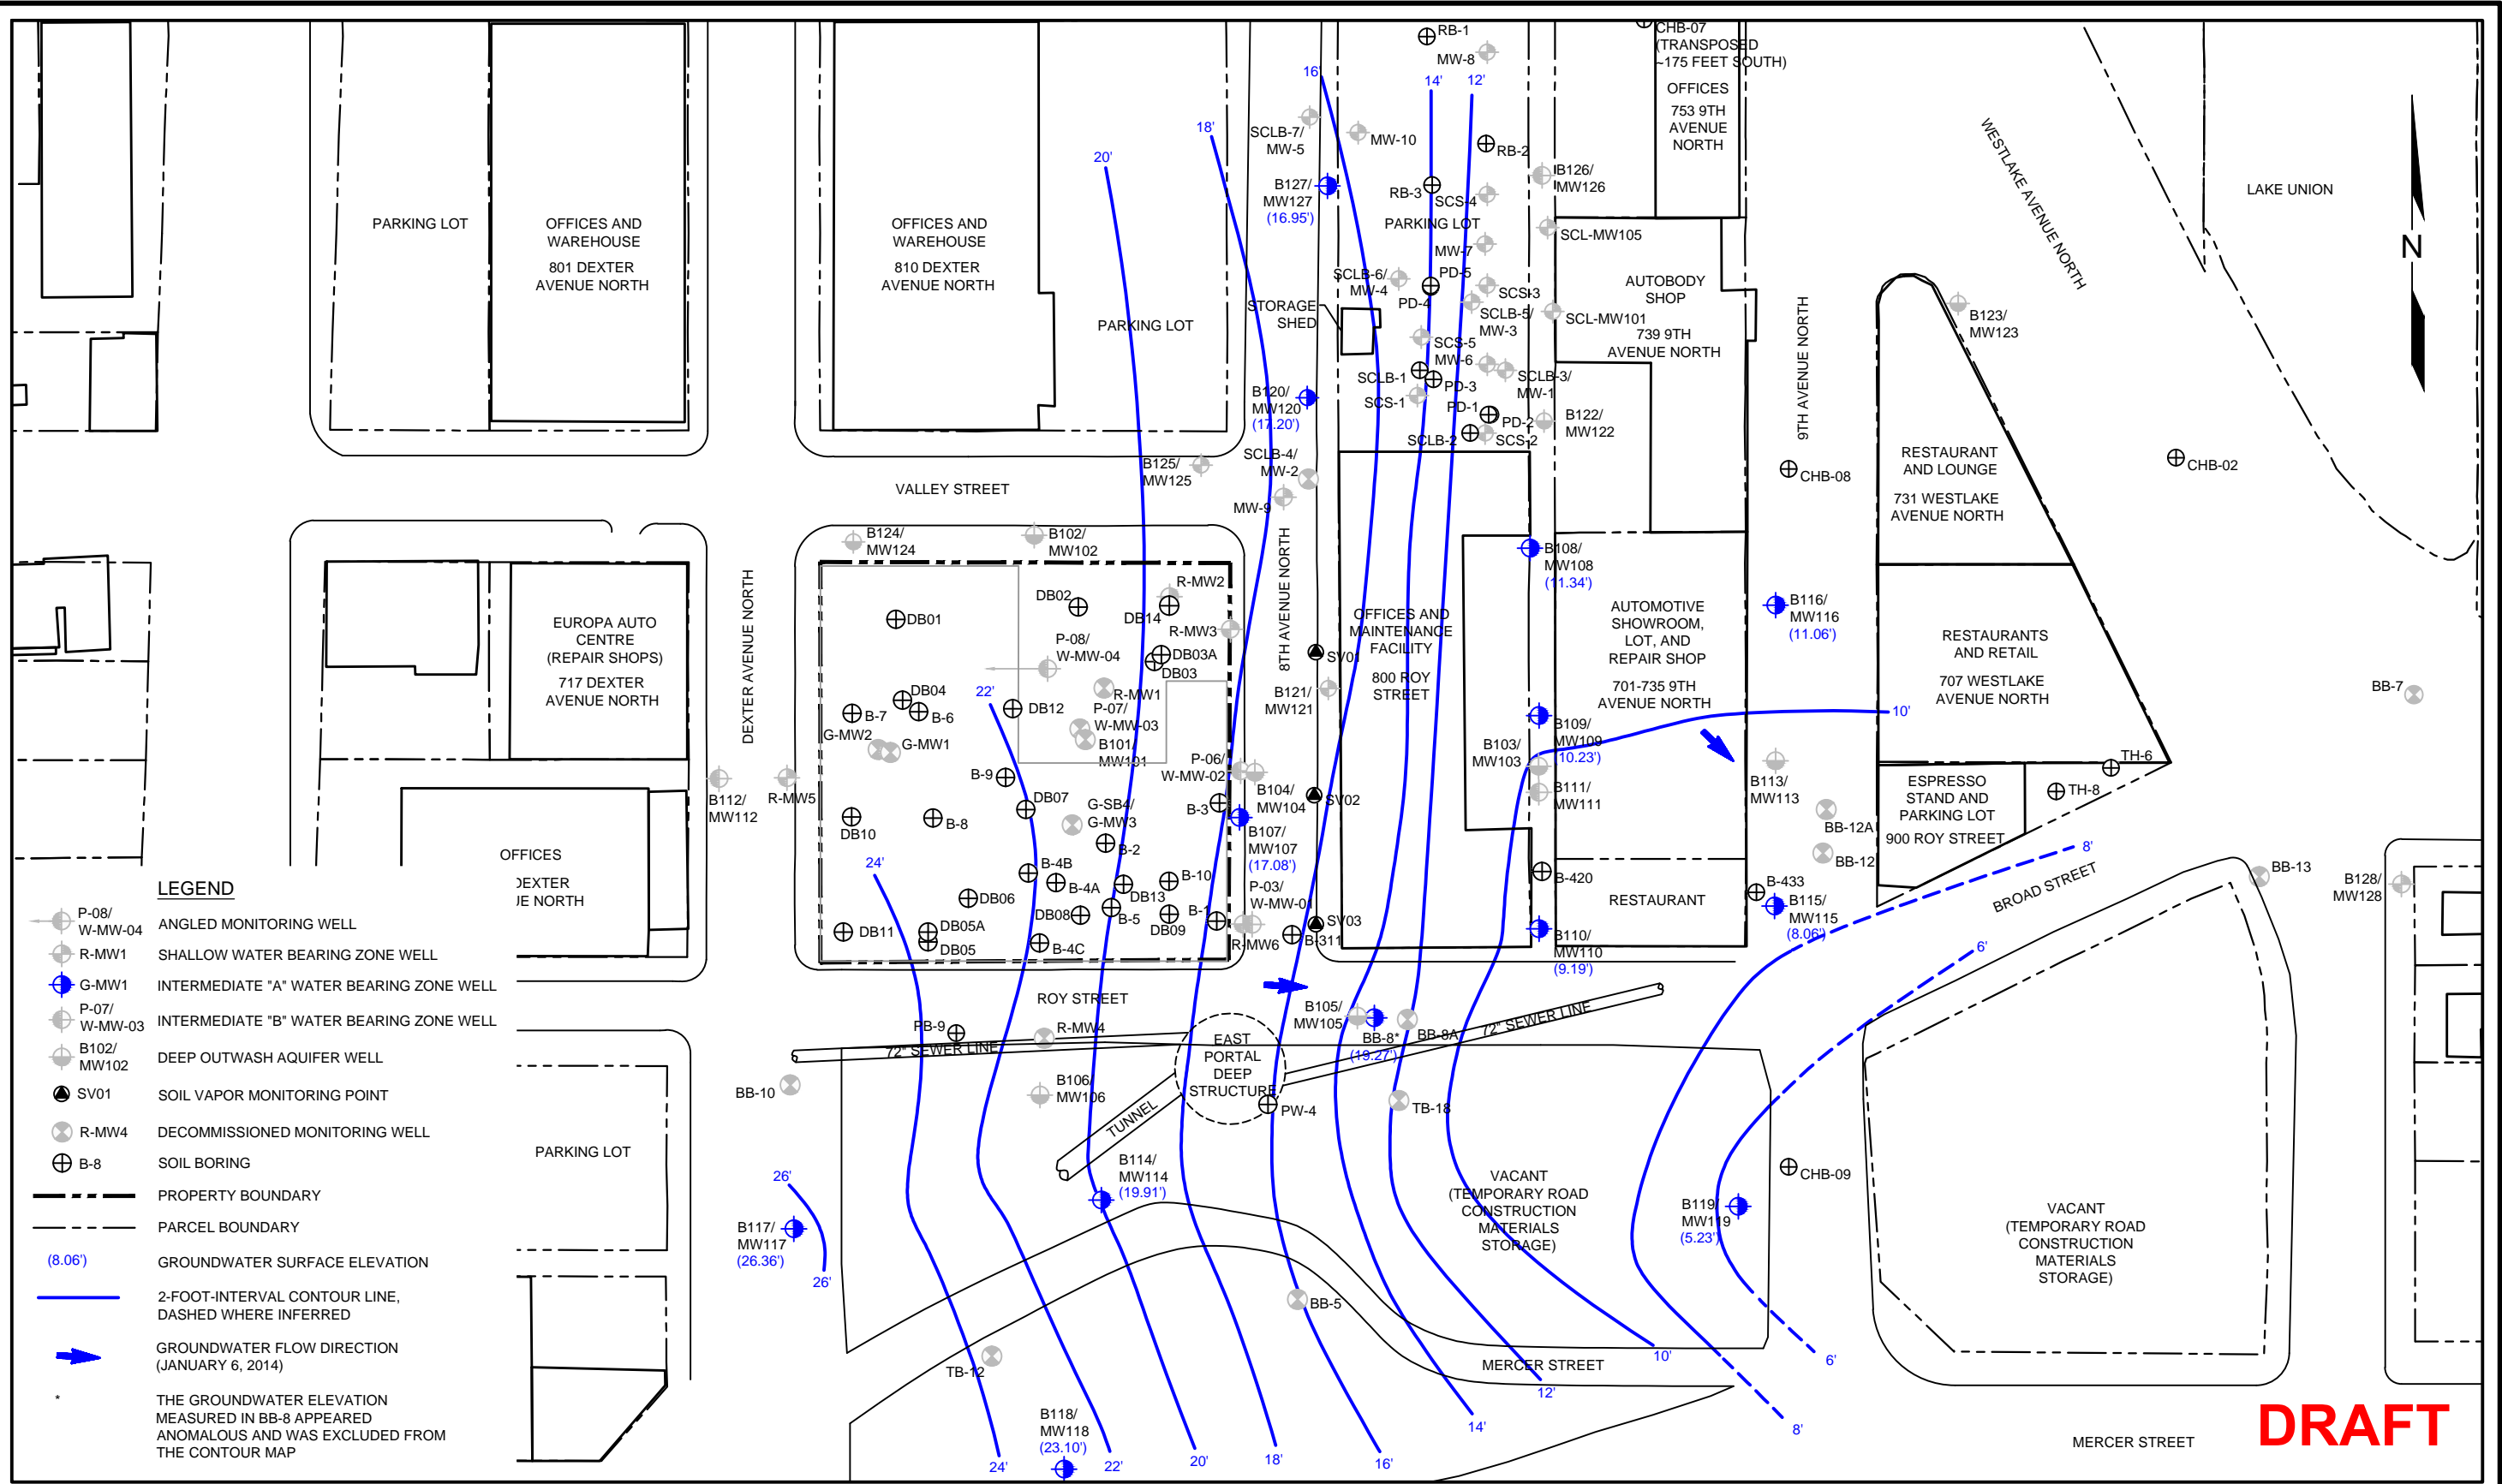 RB-1
MW-8
CHB-07
(TRANSPOSED
~175 FEET SOUTH)
OFFICES
753 9TH
AVENUE
NORTH
16'
14'
12'
18'
20'
SCLB-7/
MW-5
MW-10
RB-2
B127/
MW127
(16.95')
RB-3
SCS-4
B126/
MW126
PARKING LOT
MW-7
SCL-MW105
WESTLAKE AVENUE NORTH
LAKE UNION
N
PARKING LOT
OFFICES AND
WAREHOUSE
801 DEXTER
AVENUE NORTH
OFFICES AND
WAREHOUSE
810 DEXTER
AVENUE NORTH
PARKING LOT
SCLB-6/
MW-4
PD-5
PD-4
SCS-3
STORAGE
SHED
SCLB-5/
MW-3
SCL-MW101
AUTOBODY
SHOP
739 9TH
AVENUE NORTH
9TH AVENUE NORTH
B123/
MW123
SCS-5
MW-6
SCLB-1
PD-3
SCLB-3/
MW-1
SCS-1
PD-1
PD-2
SCLB-2
SCS-2
B122/
MW122
B120/
MW120
(17.20')
B125/
MW125
SCLB-4/
MW-2
MW-9
VALLEY STREET
CHB-08
RESTAURANT
AND LOUNGE
731 WESTLAKE
AVENUE NORTH
CHB-02
B124/
MW124
B102/
MW102
8TH AVENUE NORTH
B108/
MW108
(11.34')
EUROPA AUTO
CENTRE
(REPAIR SHOPS)
717 DEXTER
AVENUE NORTH
DEXTER AVENUE NORTH
DB01
DB02
R-MW2
DB14
R-MW3
P-08/
W-MW-04
DB03A
DB03
SV01
OFFICES AND
MAINTENANCE
FACILITY
800 ROY
STREET
AUTOMOTIVE
SHOWROOM,
LOT, AND
REPAIR SHOP
701-735 9TH
AVENUE NORTH
B116/
MW116
(11.06')
RESTAURANTS
AND RETAIL
707 WESTLAKE
AVENUE NORTH
BB-7
22'
DB04
B-7
B-6
DB12
R-MW1
P-07/
W-MW-03
B101/
MW101
G-MW2
G-MW1
B121/
MW121
10'
B109/
MW109
(10.23')
B103/
MW103
B111/
MW111
B112/
MW112
R-MW5
B-9
DB07
G-SB4/
G-MW3
P-06/
W-MW-02
B-3
B104/
MW104
SV02
B107/
MW107
(17.08')
B113/
MW113
BB-12A
BB-12
ESPRESSO
STAND AND
PARKING LOT
900 ROY STREET
TH-6
TH-8
8'
DB10
B-8
B-2
24'
B-4B
B-4A
DB13
B-10
P-03/
W-MW-01
B-420
RESTAURANT
B-433
B115/
MW115
(8.06')
BROAD STREET
BB-13
B128/
MW128
OFFICES
DEXTER
UE NORTH
DB06
DB08
B-5
DB09
B-1
R-MW6
B-311
SV03
DB11
DB05A
DB05
B-4C
B110/
MW110
(9.19')
6'
ROY STREET
PB-9
R-MW4
72" SEWER LINE
EAST
PORTAL
DEEP
STRUCTURE
B105/
MW105
BB-8*
(19.27')
BB-8A
72" SEWER LINE
BB-10
B106/
MW106
TUNNEL
PW-4
TB-18
PARKING LOT
26'
B117/
MW117
(26.36')
26'
B114/
MW114
(19.91')
VACANT
(TEMPORARY ROAD
CONSTRUCTION
MATERIALS
STORAGE)
CHB-09
B119/
MW119
(5.23')
VACANT
(TEMPORARY ROAD
CONSTRUCTION
MATERIALS
STORAGE)
BB-5
TB-12
MERCER STREET
10'
6'
12'
14'
8'
B118/
MW118
(23.10')
24'
22'
20'
18'
16'
MERCER STREET
DRAFT
LEGEND
P-08/
W-MW-04
ANGLED MONITORING WELL
R-MW1
SHALLOW WATER BEARING ZONE WELL
G-MW1
INTERMEDIATE "A" WATER BEARING ZONE WELL
P-07/
W-MW-03
INTERMEDIATE "B" WATER BEARING ZONE WELL
B102/
MW102
DEEP OUTWASH AQUIFER WELL
SV01
SOIL VAPOR MONITORING POINT
R-MW4
DECOMMISSIONED MONITORING WELL
B-8
SOIL BORING
PROPERTY BOUNDARY
PARCEL BOUNDARY
(8.06')
GROUNDWATER SURFACE ELEVATION
2-FOOT-INTERVAL CONTOUR LINE,
DASHED WHERE INFERRED
GROUNDWATER FLOW DIRECTION
(JANUARY 6, 2014)
*
THE GROUNDWATER ELEVATION
MEASURED IN BB-8 APPEARED
ANOMALOUS AND WAS EXCLUDED FROM
THE CONTOUR MAP